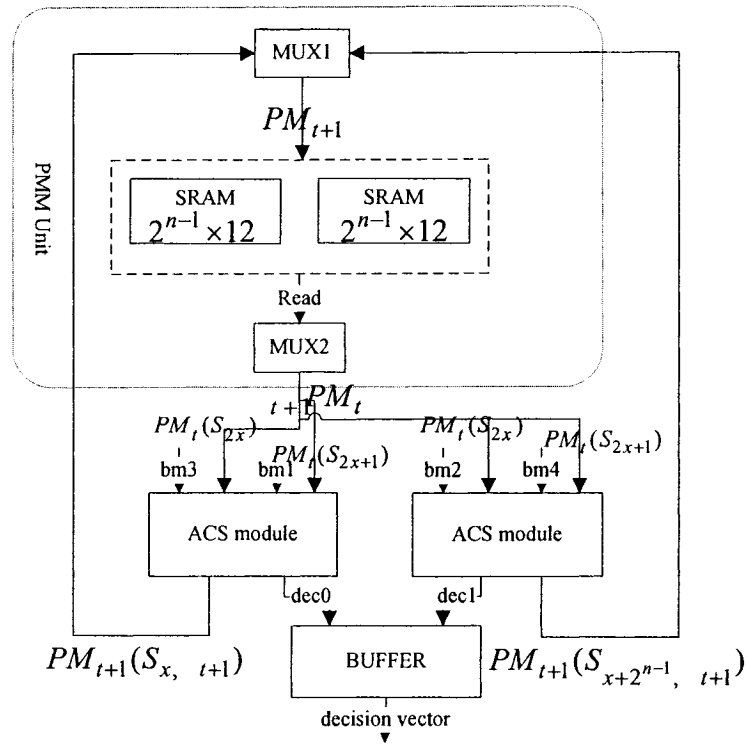 MUX1
PM_{t+1}
PMM Unit
SRAM
2^{n-1} ×12
SRAM
2^{n-1} ×12
Read
MUX2
PM_t
t+1
PM_t(S_{2x})
PM_t(S_{2x+1})
PM_t(S_{2x})
PM_t(S_{2x+1})
bm3
bm1
bm2
bm4
ACS module
ACS module
dec0
dec1
PM_{t+1}(S_{x, t+1})
BUFFER
PM_{t+1}(S_{x+2^{n-1}, t+1})
decision vector